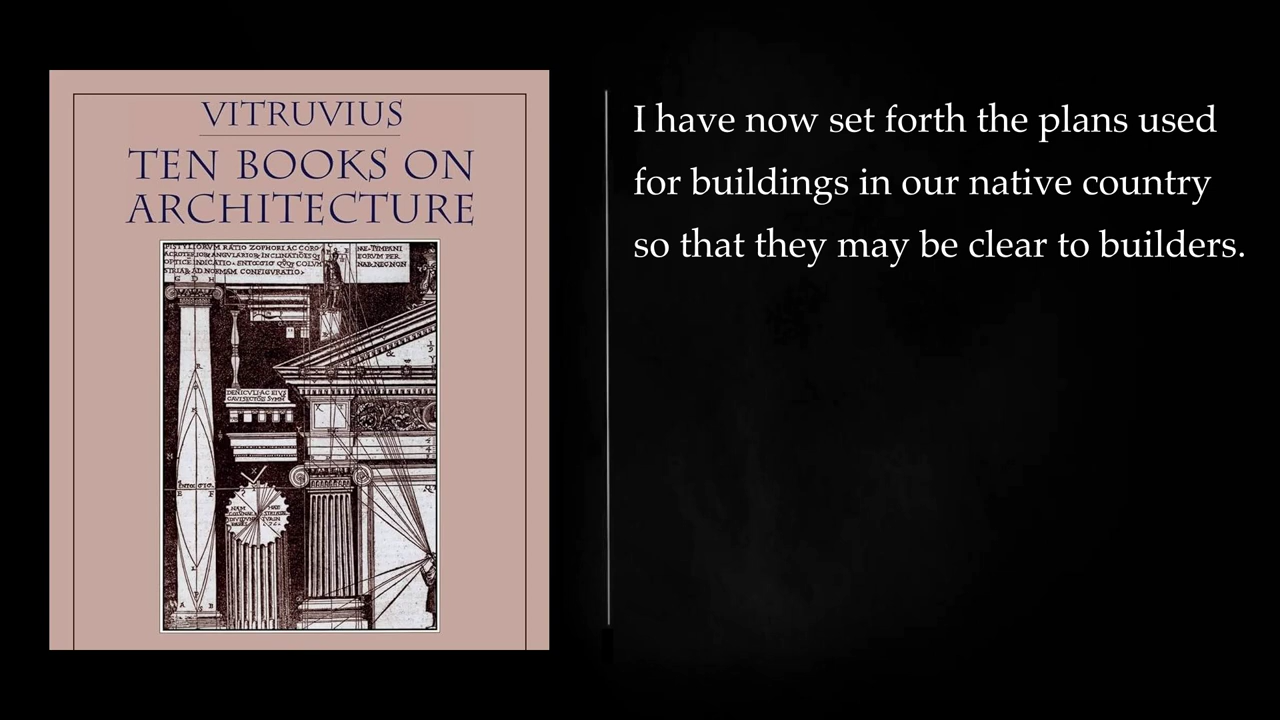 VITRUVIUS
TEN BOOKS ON
ARCHITECTURE
I have now set forth the plans used
for buildings in our native country
so that they may be clear to builders.